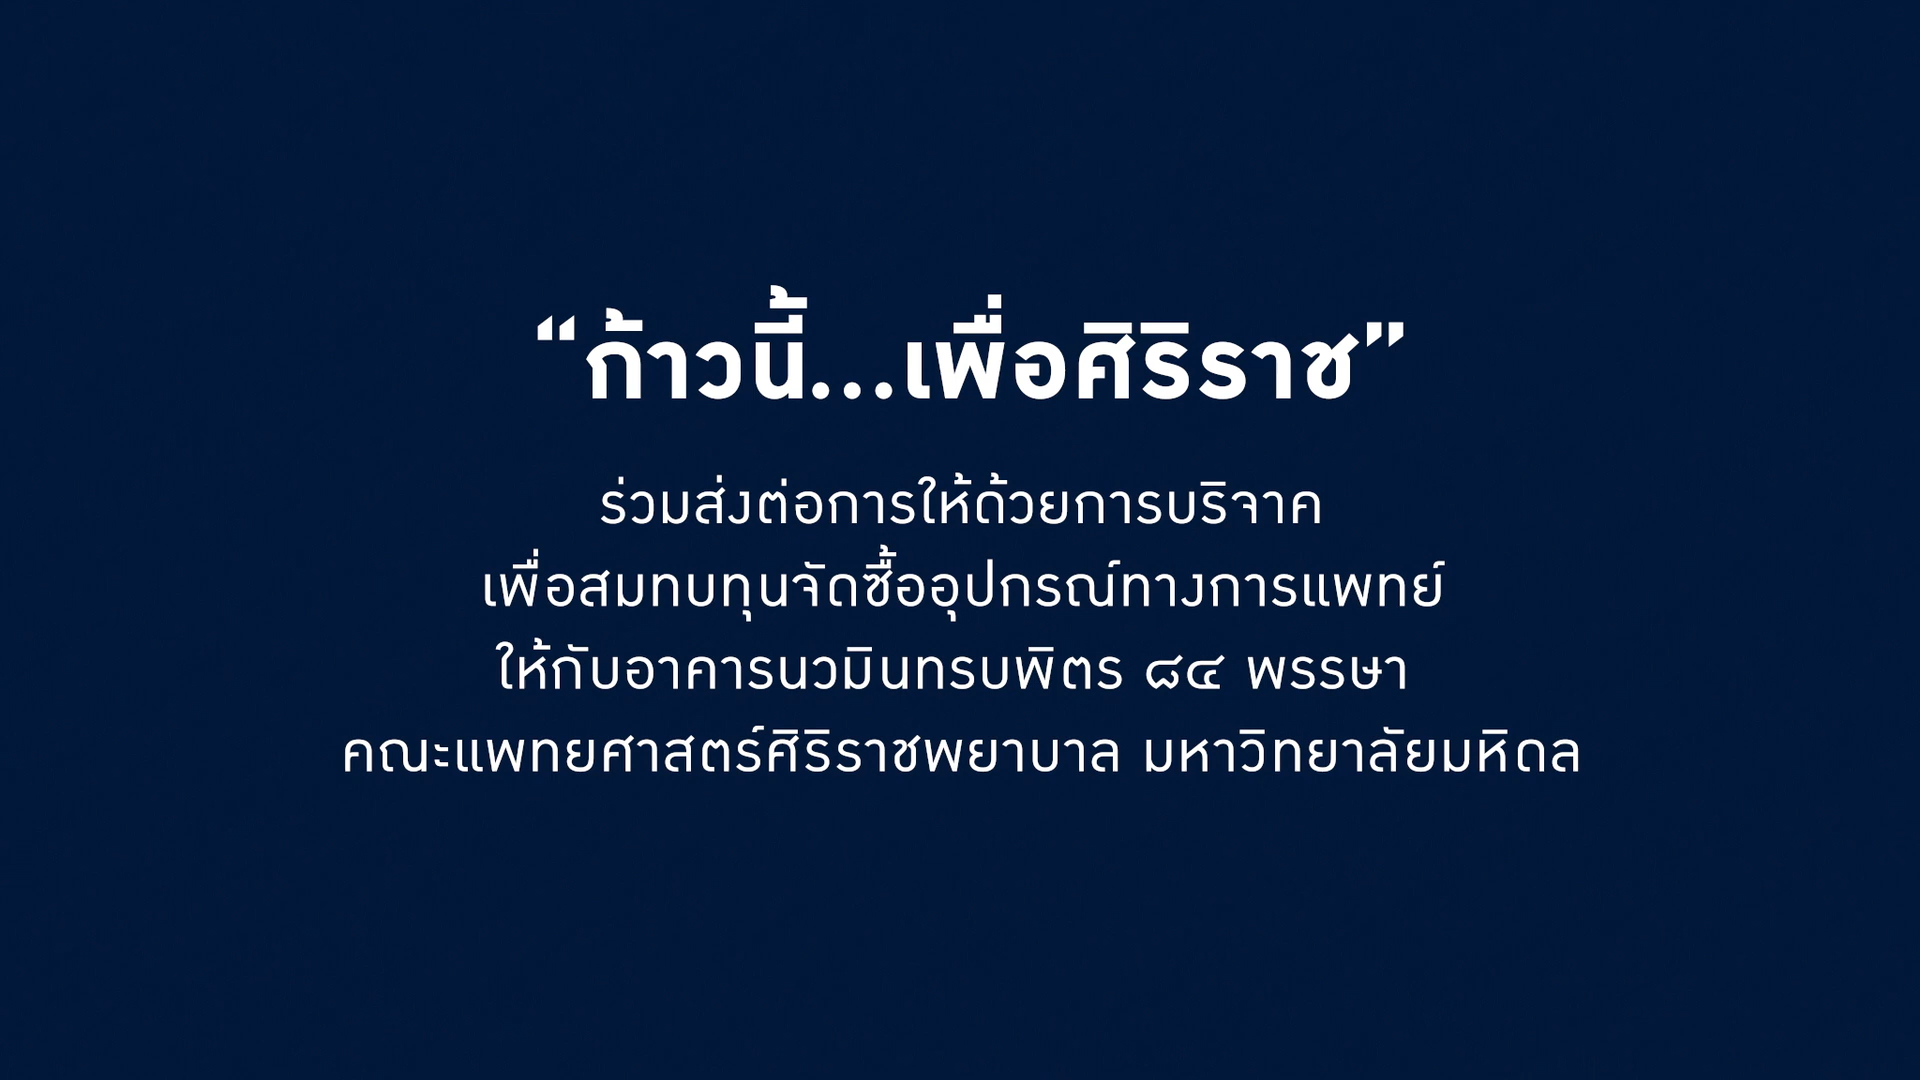 “ก้าวนี้...เพื่อศิริราช”
ร่วมส่งต่อการให้ด้วยการบริจาค
เพื่อสมทบทุนจัดซื้ออุปกรณ์ทางการแพทย์
ให้กับอาคารนวมินทรบพิตร ๘๔ พรรษา
คณะแพทยศาสตร์ศิริราชพยาบาล มหาวิทยาลัยมหิดล